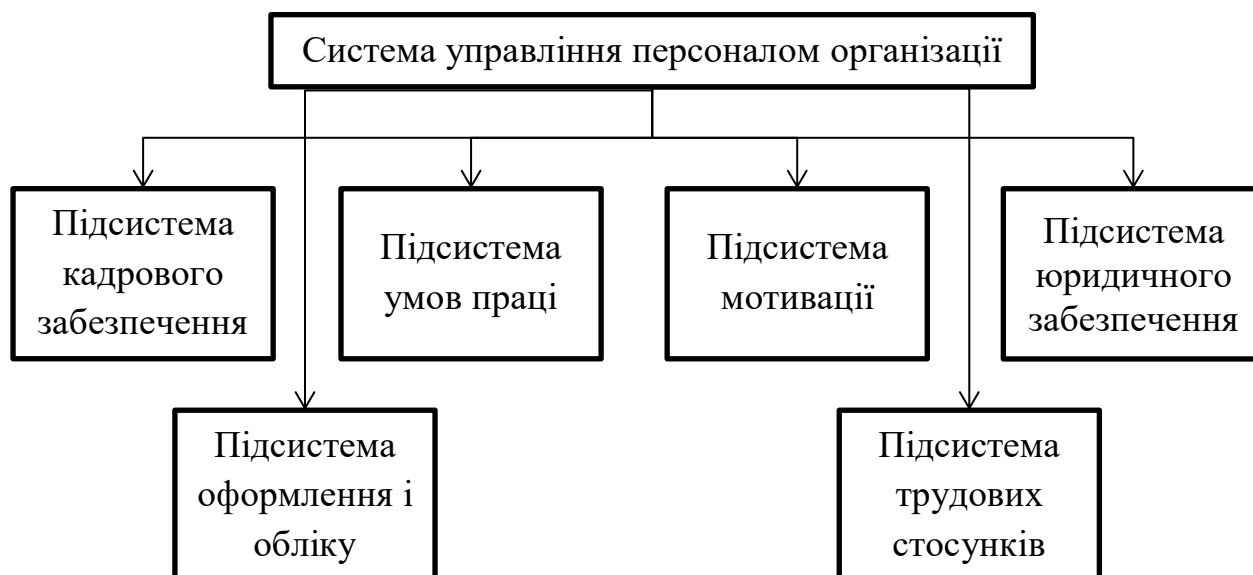 Система управління персоналом організації
Підсистема
кадрового
забезпечення
Підсистема
умов праці
Підсистема
мотивації
Підсистема
юридичного
забезпечення
Підсистема
оформлення і
обліку
Підсистема
трудових
стосунків